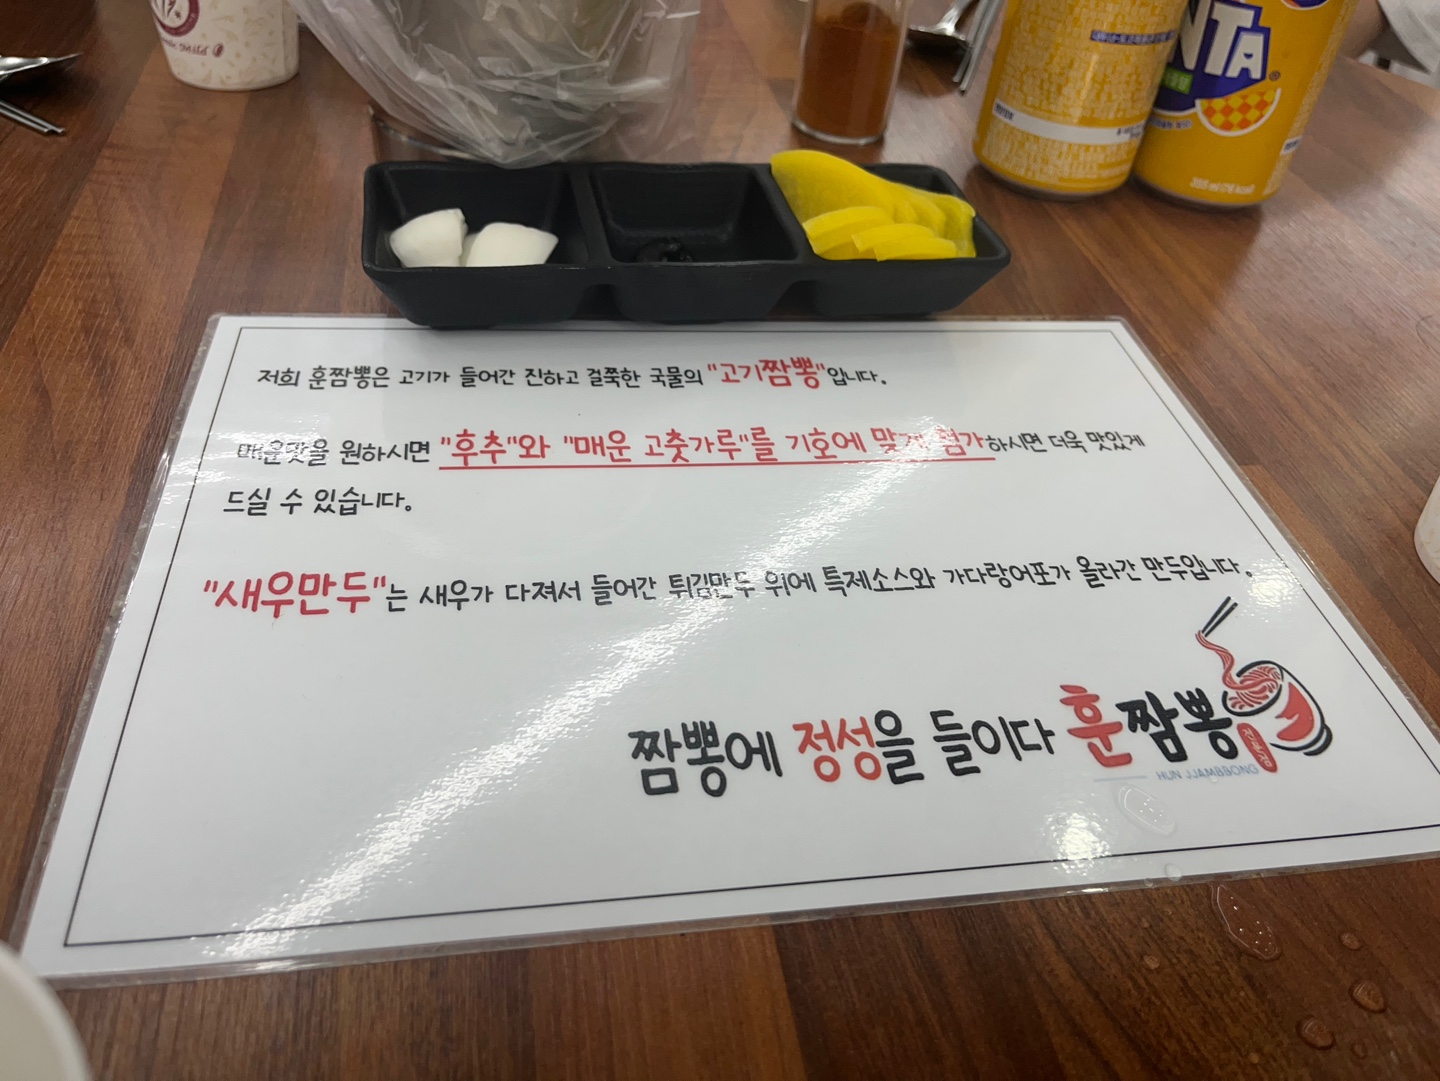 FANTA
저희 훈짬뽕은 고기가 들어간 진하고 걸쭉한 국물의 "고기짬뽕"입니다.
매운맛을 원하시면 "후추"와 "매운 고춧가루"를 기호에 맞게 첨가하시면 더욱 맛있게
드실 수 있습니다.
"새우만두"는 새우가 다져서 들어간 튀김만두 위에 특제소스와 가다랑어포가 올라간 만두입니다.
짬뽕에 정성을 들이다 훈짬뽕
HUN JJAMBBONG